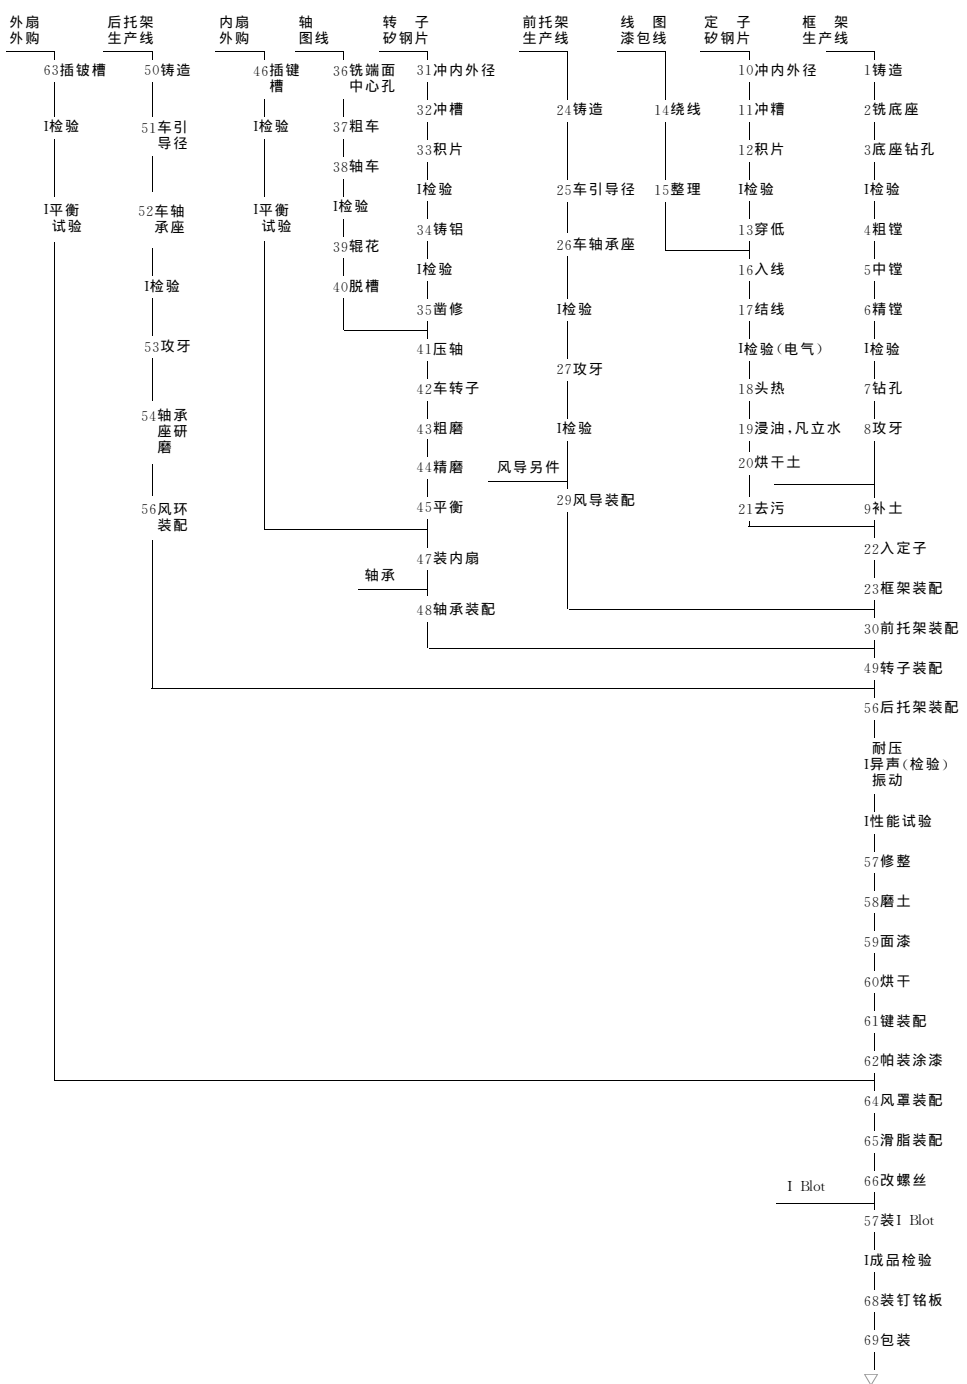 外扇
外购
63插铍槽
I检验
I平衡
试验
后托架
生产线
50铸造
51车引
导径
52车轴
承座
I检验
53攻牙
54轴承
座研
磨
56风环
装配
内扇
外购
46插键
槽
I检验
I平衡
试验
轴
图线
36铣端面
中心孔
37粗车
38轴车
I检验
39辊花
40脱槽
转 子
矽钢片
31冲内外径
32冲槽
33积片
I检验
34铸铝
I检验
35凿修
41压轴
42车转子
43粗磨
44精磨
45平衡
47装内扇
轴承
48轴承装配
前托架
生产线
24铸造
25车引导径
26车轴承座
I检验
27攻牙
I检验
风导另件
29风导装配
线 图
漆包线
14绕线
15整理
定 子
矽钢片
10冲内外径
11冲糟
12积片
I检验
13穿低
16入线
17结线
I检验(电气)
18头热
19浸油,凡立水
20烘干土
21去污
框 架
生产线
1铸造
2铣底座
3底座钻孔
I检验
4粗镗
5中镗
6精镗
I检验
7钻孔
8攻牙
9补土
22入定子
23框架装配
30前托架装配
49转子装配
56后托架装配
耐压
I异声(检验)
振动
I性能试验
57修整
58磨土
59面漆
60烘干
61键装配
62帕装涂漆
64风罩装配
65滑脂装配
66改螺丝
I Blot
57装I Blot
I成品检验
68装钉铭板
69包装